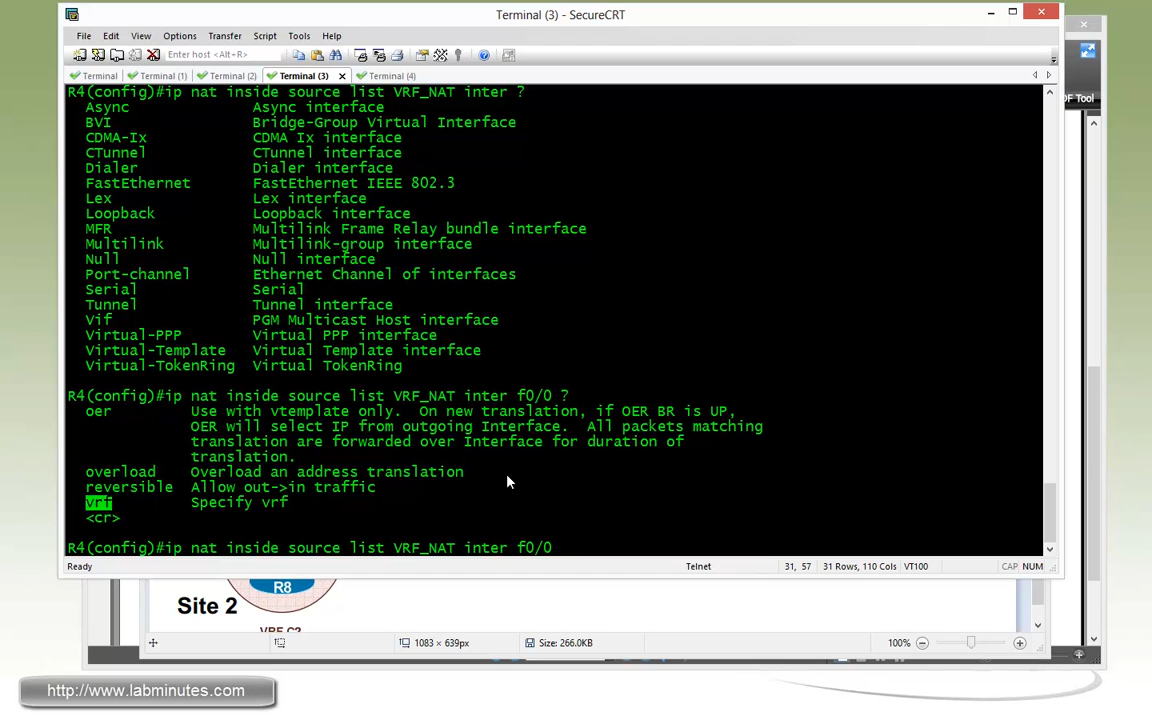 Terminal (3) - SecureCRT
File Edit View Options Transfer Script Tools Help
Enter host <Alt+R>
Terminal Terminal (1) Terminal (2) Terminal (3) Terminal (4)
R4(config)#ip nat inside source list VRF_NAT inter ?
Async Async interface
BVI Bridge-Group Virtual Interface
CDMA-Ix CDMA Ix interface
CTunnel CTunnel interface
Dialer Dialer interface
FastEthernet FastEthernet IEEE 802.3
Lex Lex interface
Loopback Loopback interface
MFR Multilink Frame Relay bundle interface
Multilink Multilink-group interface
Null Null interface
Port-channel Ethernet Channel of interfaces
Serial Serial
Tunnel Tunnel interface
Vif PGM Multicast Host interface
Virtual-PPP Virtual PPP interface
Virtual-Template Virtual Template interface
Virtual-TokenRing Virtual TokenRing
R4(config)#ip nat inside source list VRF_NAT inter f0/0 ?
oer Use with vtemplate only. On new translation, if OER BR is UP,
OER will select IP from outgoing Interface. All packets matching
translation are forwarded over Interface for duration of
translation.
overload Overload an address translation
reversible Allow out->in traffic
vrf Specify vrf
<cr>
R4(config)#ip nat inside source list VRF_NAT inter f0/0
Ready Telnet 31, 57 31 Rows, 110 Cols VT100 CAP NUM
DF Tool
R8
Site 2
VRF C2
1083 × 639px Size: 266.0KB 100%
http://www.labminutes.com